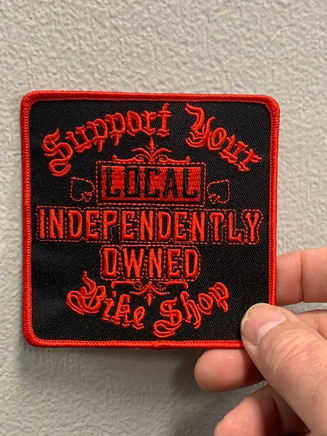 Support Your
LOCAL
INDEPENDENTLY
OWNED
Bike Shop